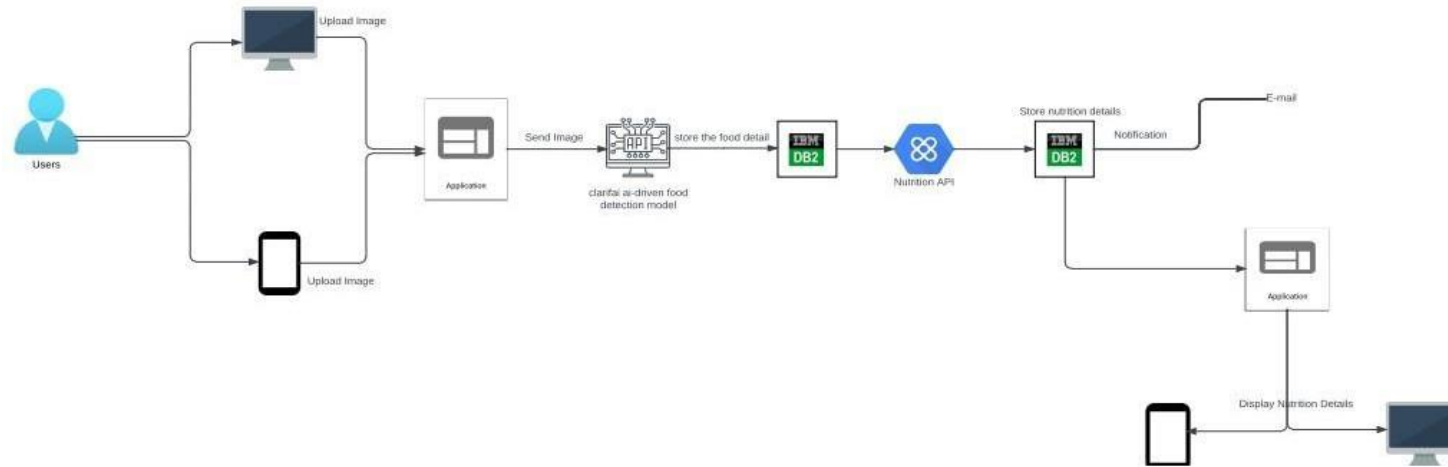 Upload Image
Users
Upload Image
Application
Send Image
API
clarifai ai-driven food
detection model
store the food detail
IBM
DB2
Nutrition API
Store nutrition details
IBM
DB2
Notification
E-mail
Application
Display Nutrition Details